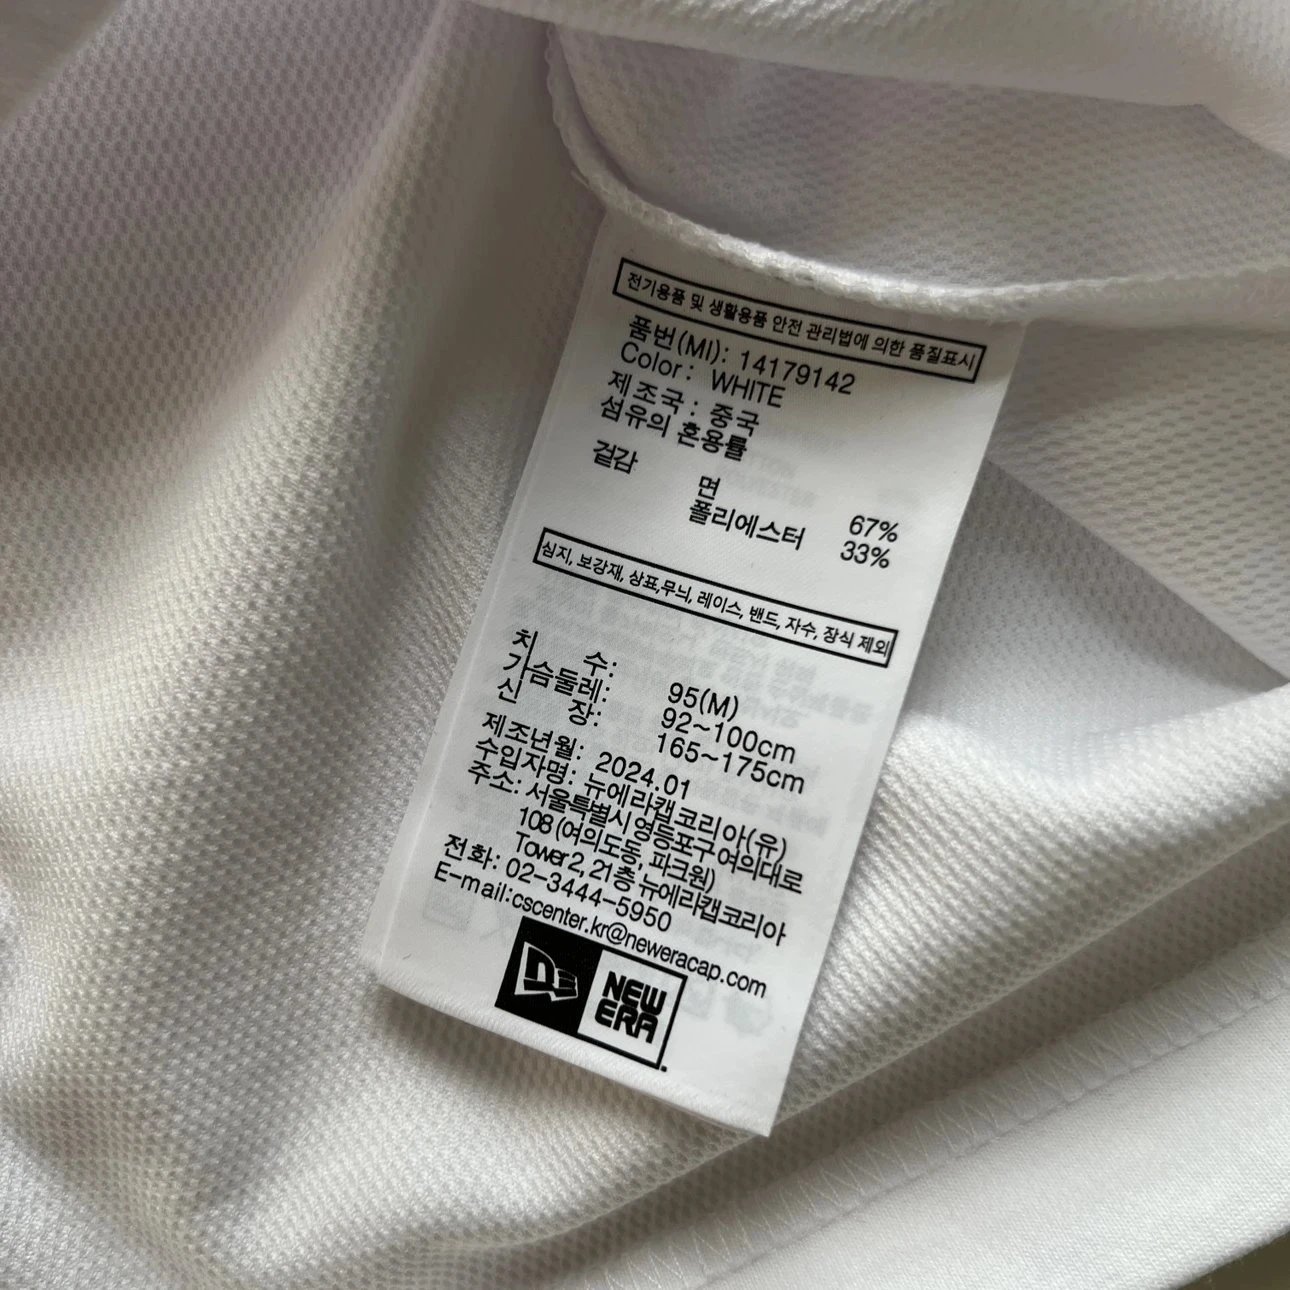 전기용품 및 생활용품 안전 관리법에 의한 품질표시
품번(MI): 14179142
Color: WHITE
제 조 국 : 중국
섬유의 혼용률
겉감
면 67%
폴리에스터 33%
심지, 보강재, 상표,무늬, 레이스, 밴드, 자수, 장식 제외
치 수: 95(M)
가슴둘레: 92~100cm
신 장: 165~175cm
제조년월: 2024.01
수입자명: 뉴에라캡코리아(유)
주소: 서울특별시 영등포구 여의대로
108 (여의도동, 파크원)
Tower 2, 21층 뉴에라캡코리아
전화: 02-3444-5950
E-mail:cscenter.kr@neweracap.com
NE
NEW
ERA